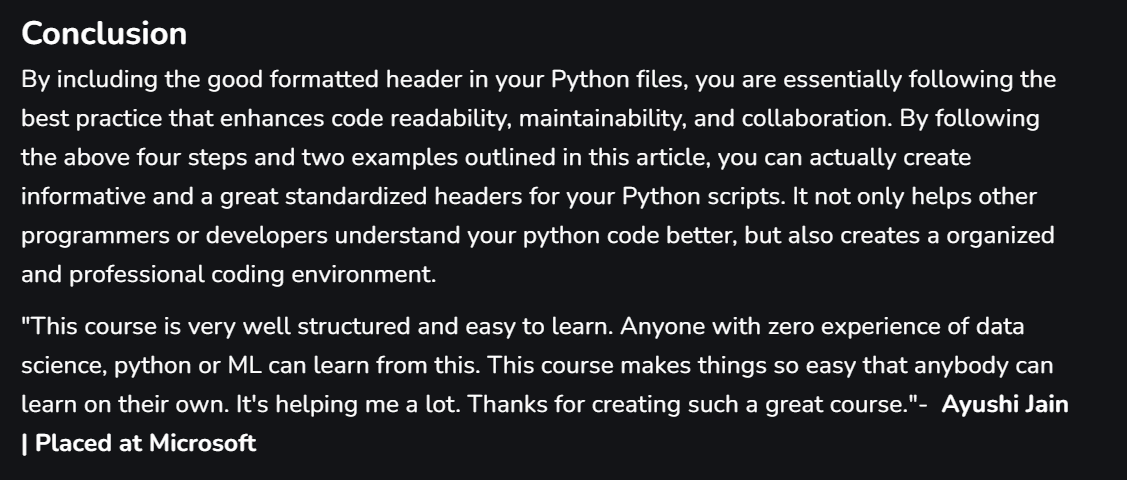 Conclusion
By including the good formatted header in your Python files, you are essentially following the
best practice that enhances code readability, maintainability, and collaboration. By following
the above four steps and two examples outlined in this article, you can actually create
informative and a great standardized headers for your Python scripts. It not only helps other
programmers or developers understand your python code better, but also creates a organized
and professional coding environment.
"This course is very well structured and easy to learn. Anyone with zero experience of data
science, python or ML can learn from this. This course makes things so easy that anybody can
learn on their own. It's helping me a lot. Thanks for creating such a great course."- Ayushi Jain
| Placed at Microsoft